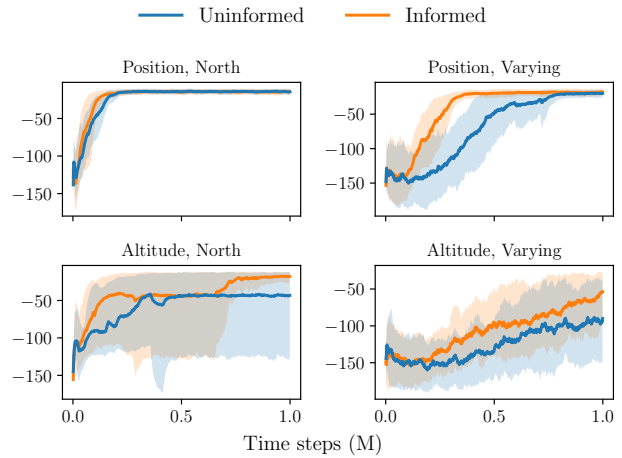 Uninformed Informed
Position, North
Position, Varying
−50
−100
−150
−50
−100
−150
Altitude, North
Altitude, Varying
−50
−100
−150
−50
−100
−150
0.0 0.5 1.0
0.0 0.5 1.0
Time steps (M)